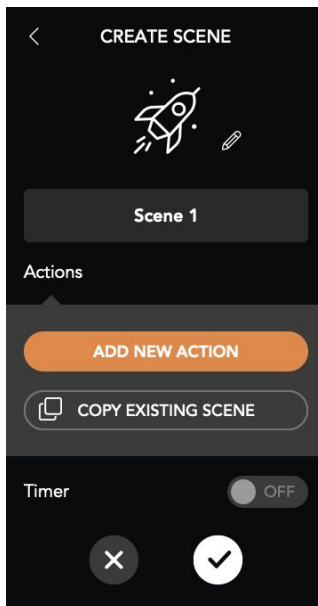 CREATE SCENE
Scene 1
Actions
ADD NEW ACTION
COPY EXISTING SCENE
Timer OFF